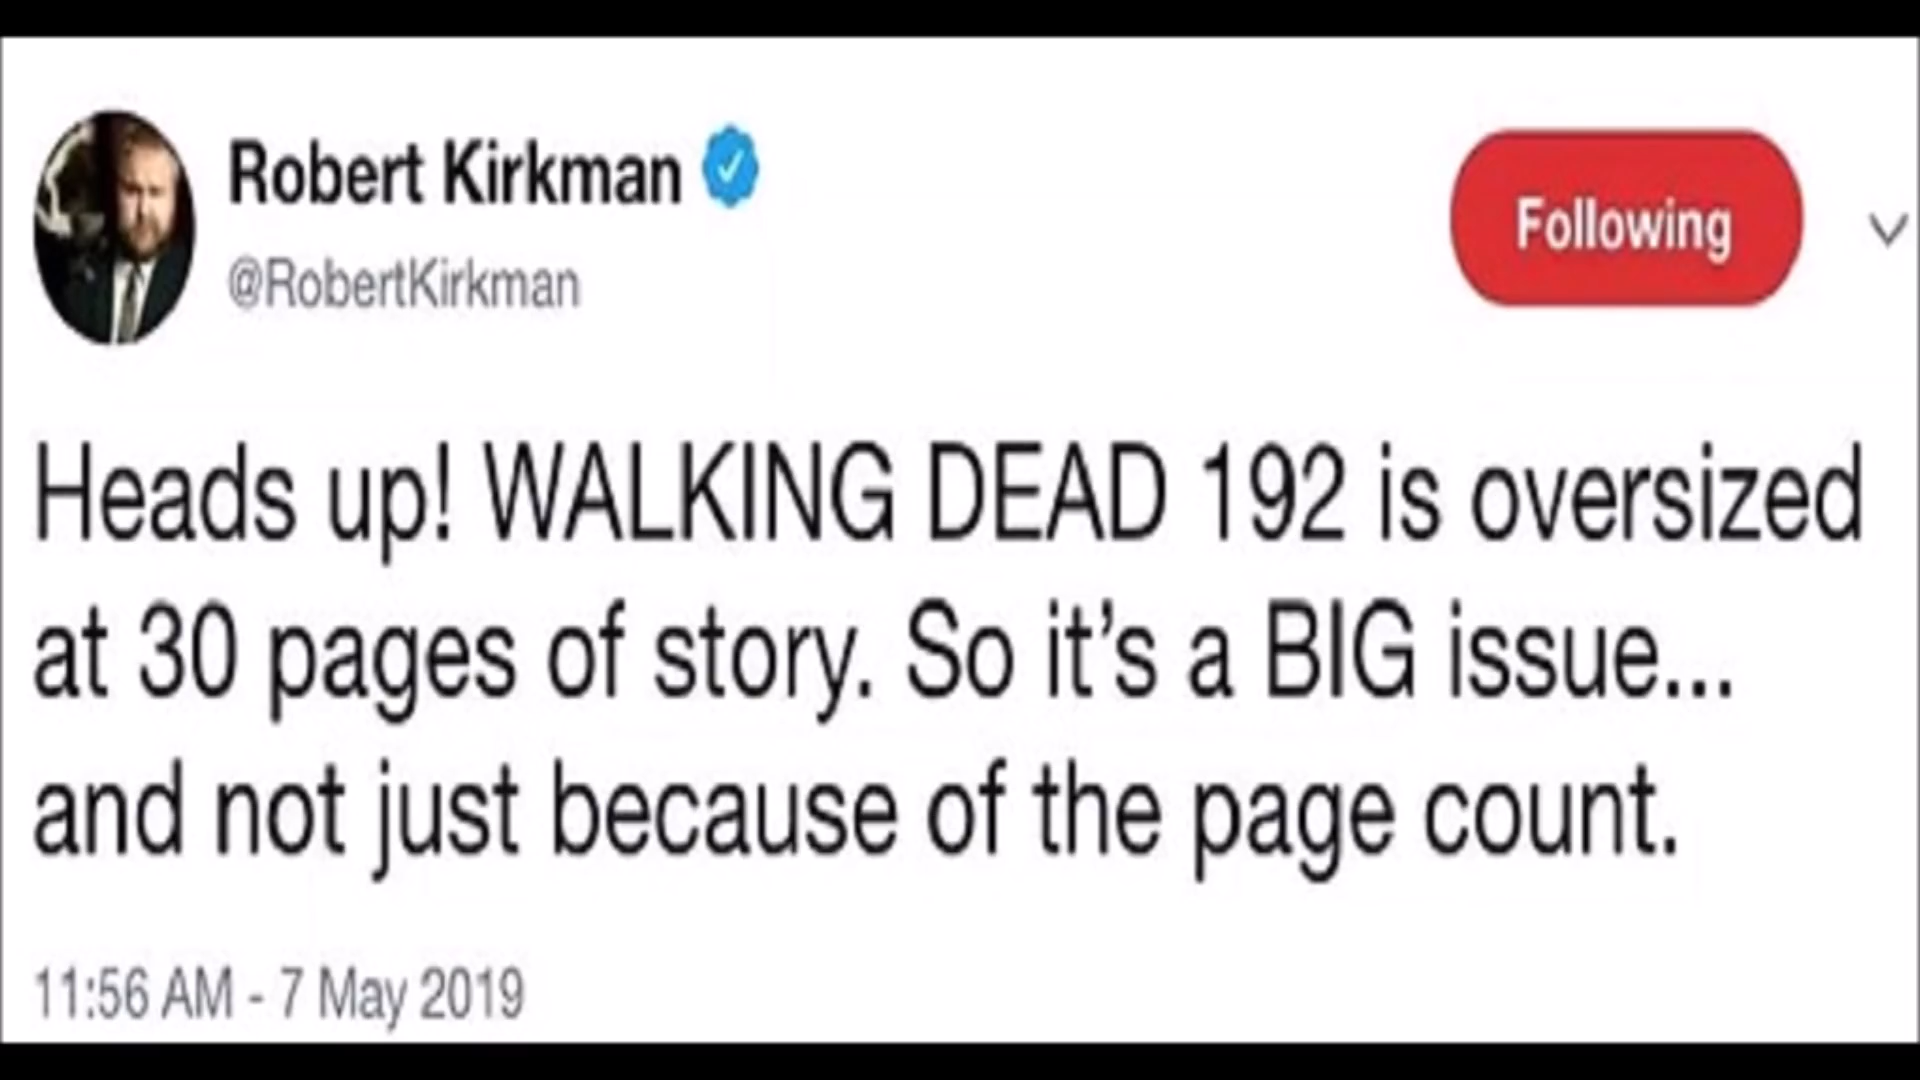 Robert Kirkman
@RobertKirkman
Following
Heads up! WALKING DEAD 192 is oversized
at 30 pages of story. So it’s a BIG issue...
and not just because of the page count.
11:56 AM - 7 May 2019